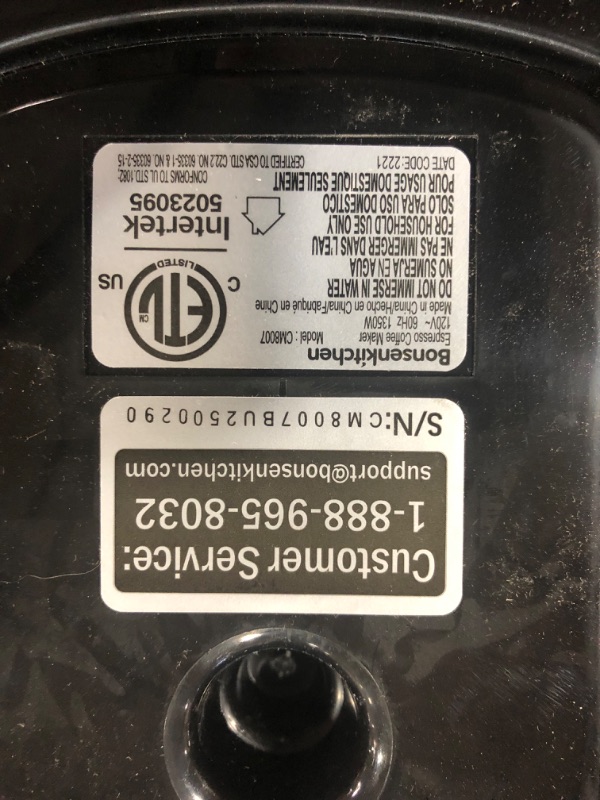 Customer Service:
1-888-965-8032
support@bonsenkitchen.com
S/N:CM8007BU2500290
Bonsenkitchen
Espresso Coffee Maker Model : CM8007
120V~ 60Hz 1350W
Made in China/Hecho en China/Fabriqué en Chine
DO NOT IMMERSE IN WATER
NO SUMERJA EN AGUA
NE PAS IMMERGER DANS L'EAU
FOR HOUSEHOLD USE ONLY
SOLO PARA USO DOMESTICO
POUR USAGE DOMESTIQUE SEULEMENT
DATE CODE:2221
C ETL CM US
LISTED
Intertek
5023095
CONFORMS TO UL STD.1082;
CERTIFIED TO CSA STD. C22.2 NO. 60335-1 & NO. 60335-2-15